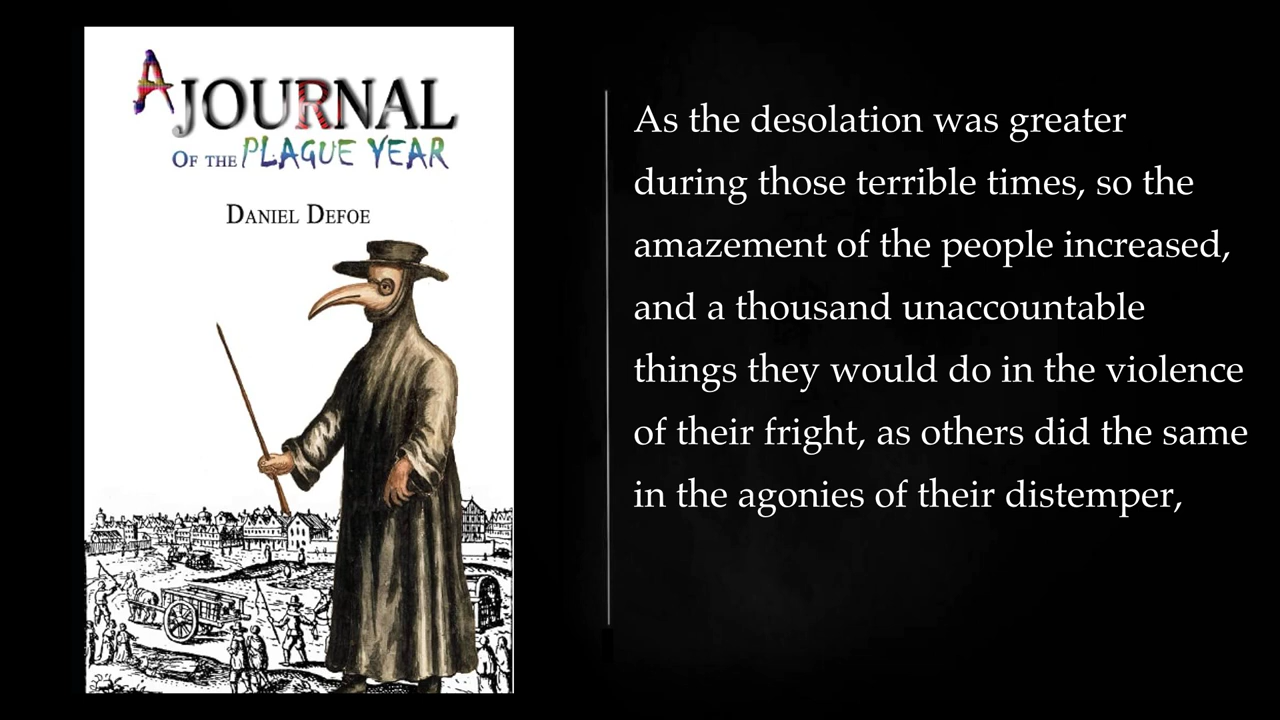 A JOURNAL
OF THE PLAGUE YEAR
DANIEL DEFOE
As the desolation was greater
during those terrible times, so the
amazement of the people increased,
and a thousand unaccountable
things they would do in the violence
of their fright, as others did the same
in the agonies of their distemper,